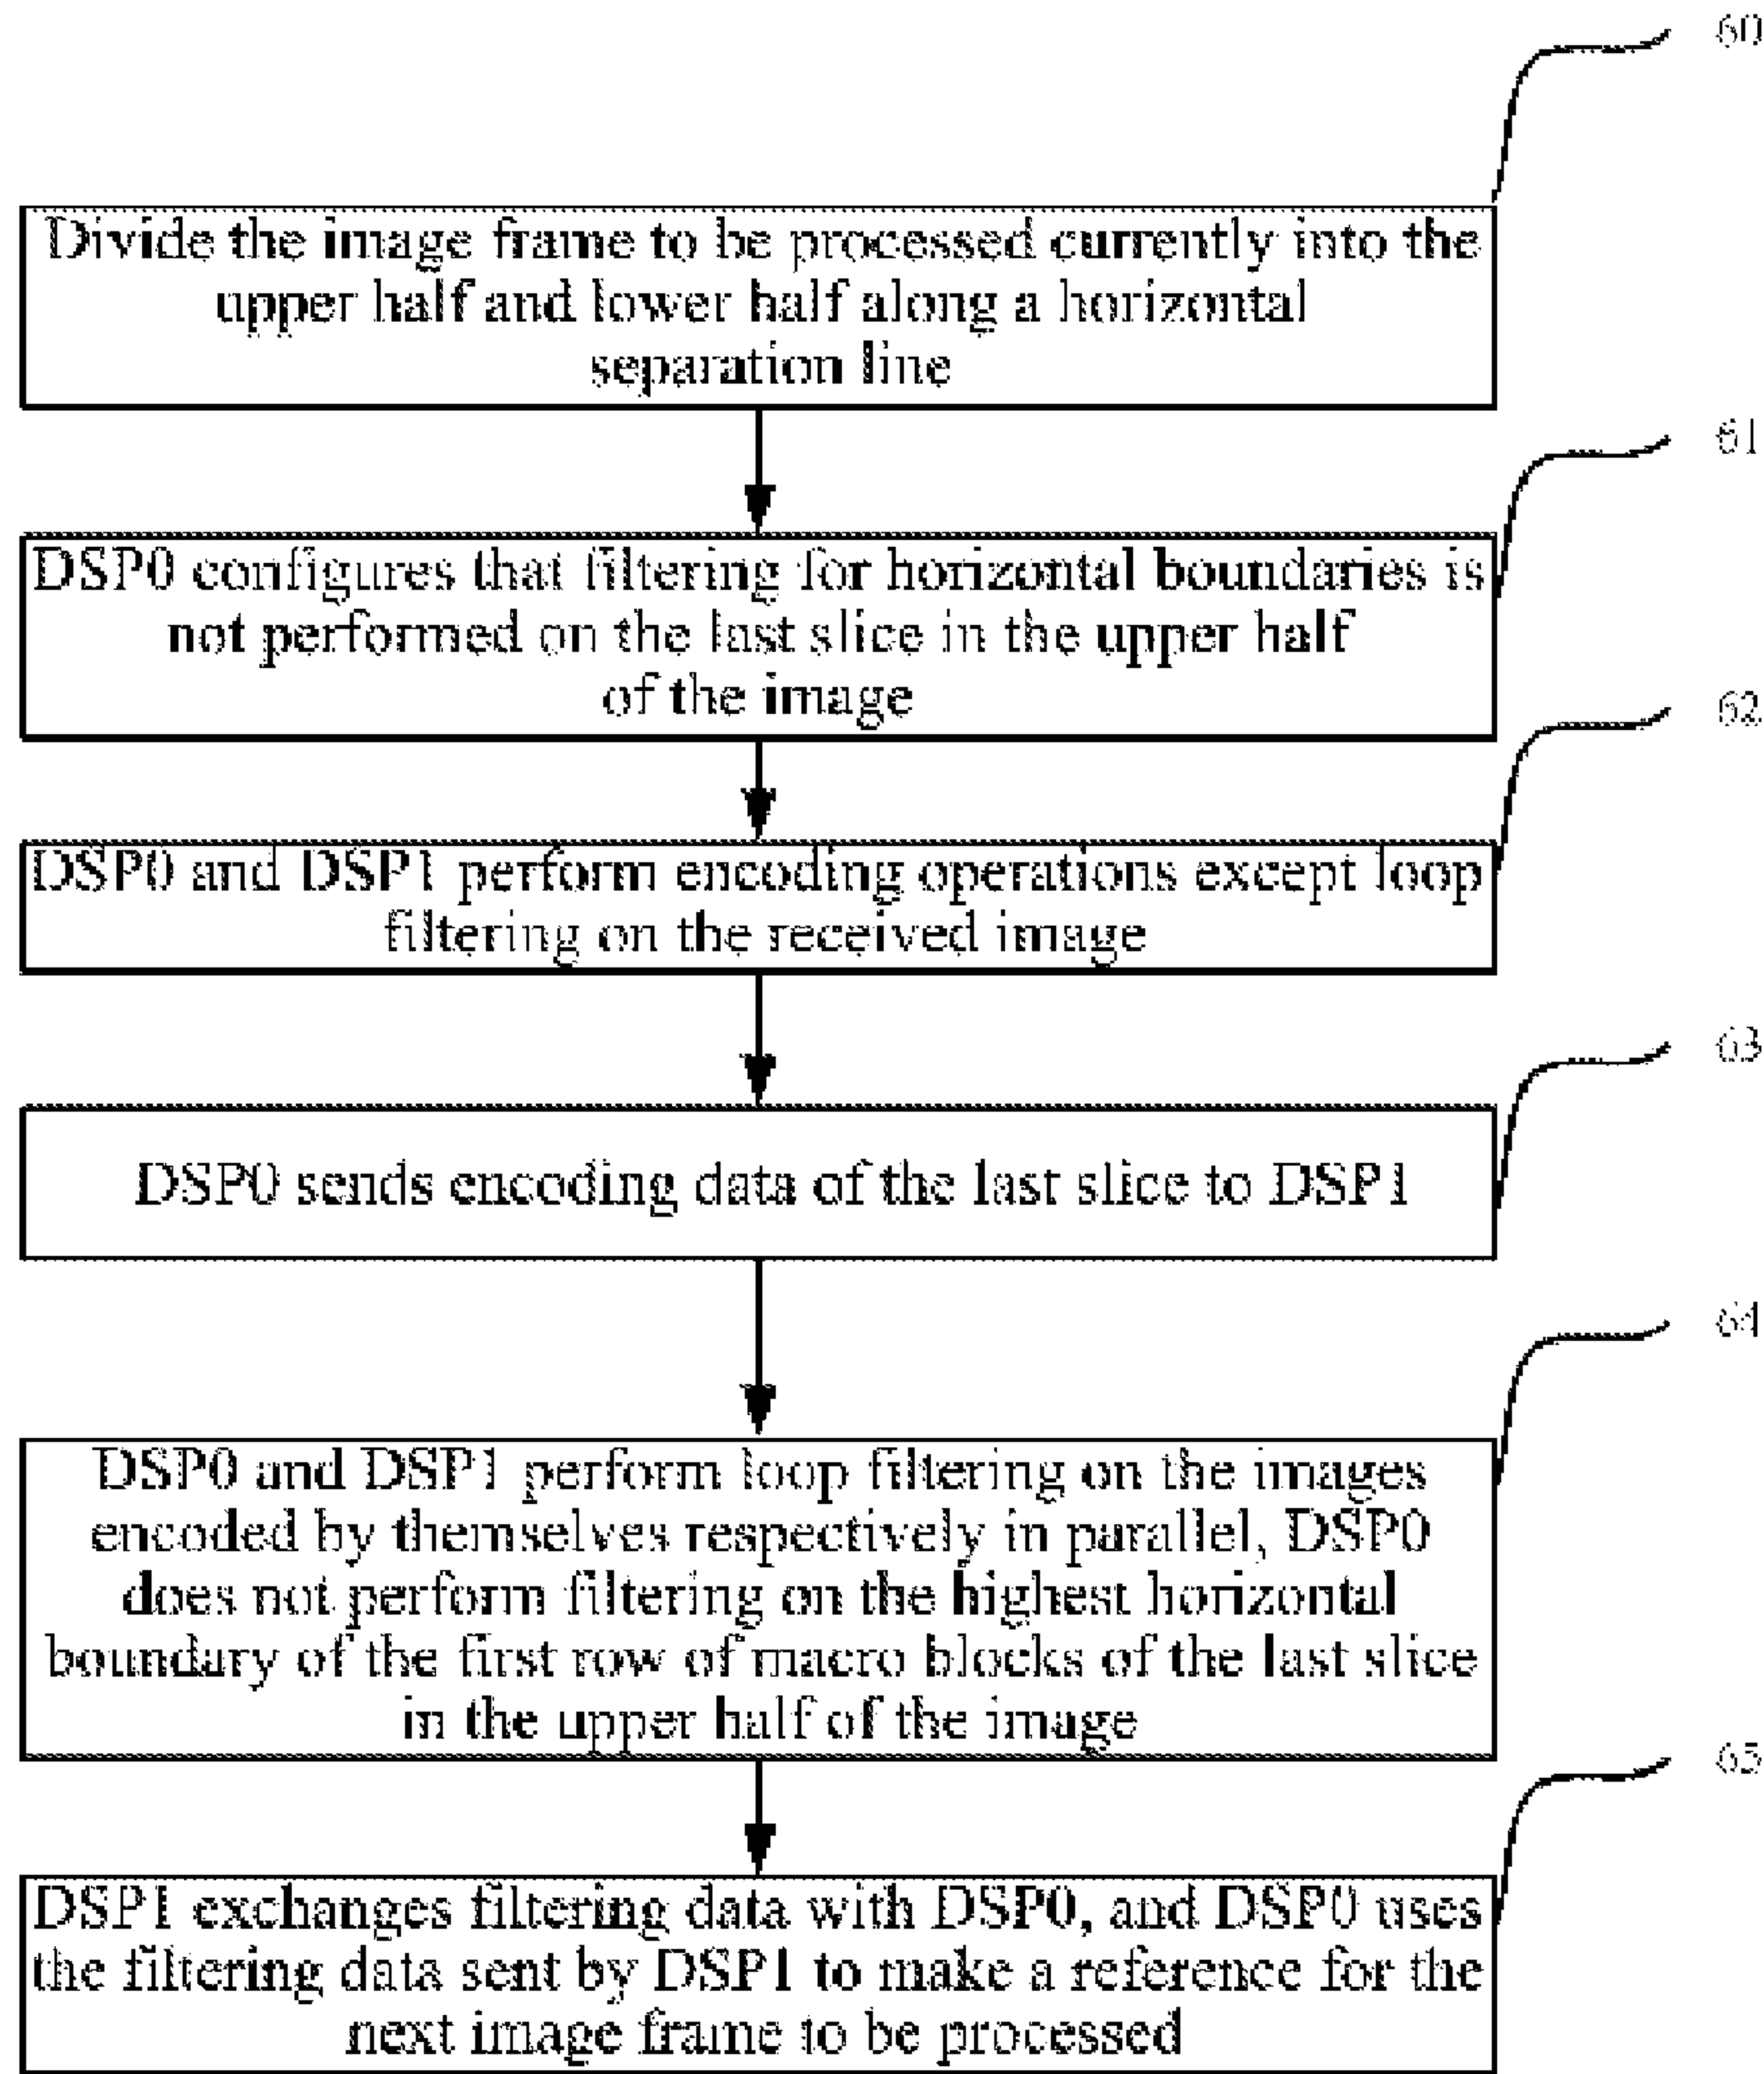 60
Divide the image frame to be processed currently into the
upper half and lower half along a horizontal
separation line
61
DSP0 configures that filtering for horizontal boundaries is
not performed on the last slice in the upper half
of the image
62
DSP0 and DSP1 perform encoding operations except loop
filtering on the received image
63
DSP0 sends encoding data of the last slice to DSP1
64
DSP0 and DSP1 perform loop filtering on the images
encoded by themselves respectively in parallel, DSP0
does not perform filtering on the highest horizontal
boundary of the first row of macro blocks of the last slice
in the upper half of the image
65
DSP1 exchanges filtering data with DSP0, and DSP0 uses
the filtering data sent by DSP1 to make a reference for the
next image frame to be processed